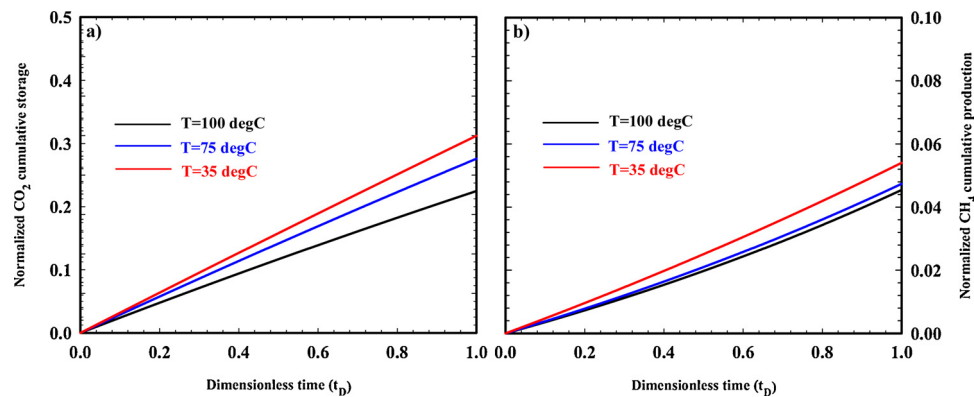 a)
Normalized CO2 cumulative storage
0.5
0.4
0.3
0.2
0.1
0.0
T=100 degC
T=75 degC
T=35 degC
0.0 0.2 0.4 0.6 0.8 1.0
Dimensionless time (tD)
b)
T=100 degC
T=75 degC
T=35 degC
0.10
0.08
0.06
0.04
0.02
0.00
Normalized CH4 cumulative production
0.0 0.2 0.4 0.6 0.8 1.0
Dimensionless time (tD)